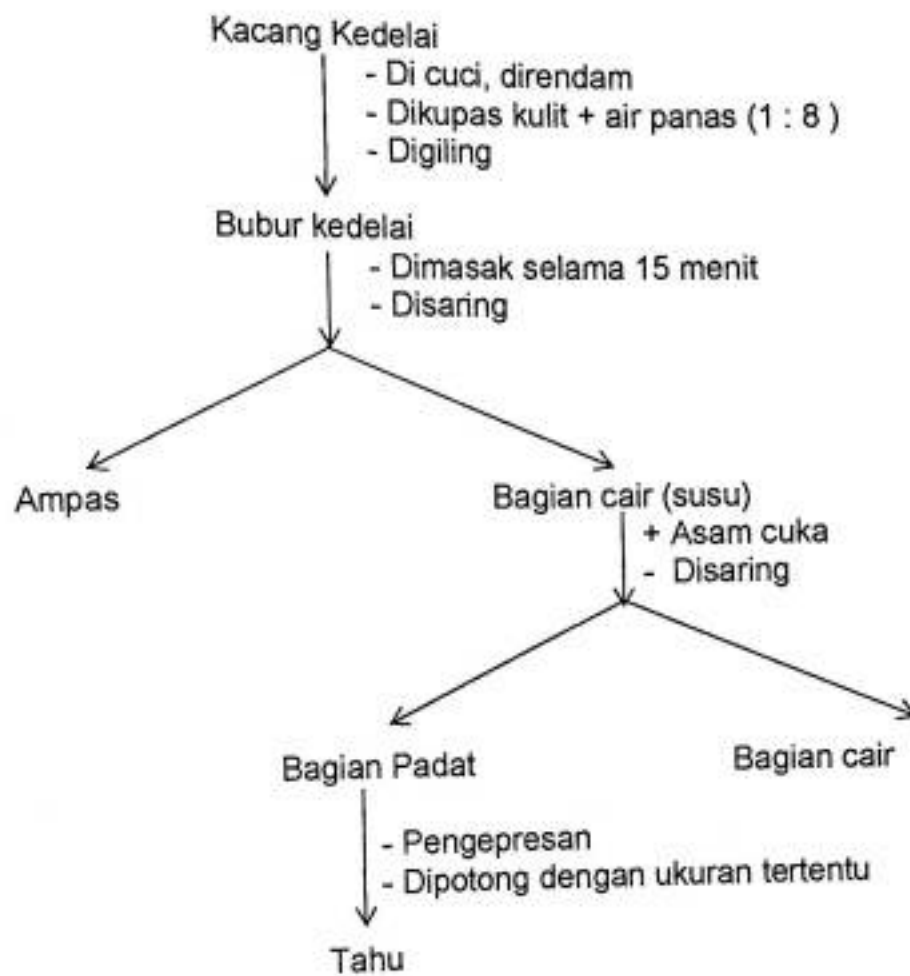 Kacang Kedelai
- Di cuci, direndam
- Dikupas kulit + air panas (1 : 8 )
- Digiling
Bubur kedelai
- Dimasak selama 15 menit
- Disaring
Ampas
Bagian cair (susu)
+ Asam cuka
- Disaring
Bagian Padat
Bagian cair
- Pengepresan
- Dipotong dengan ukuran tertentu
Tahu